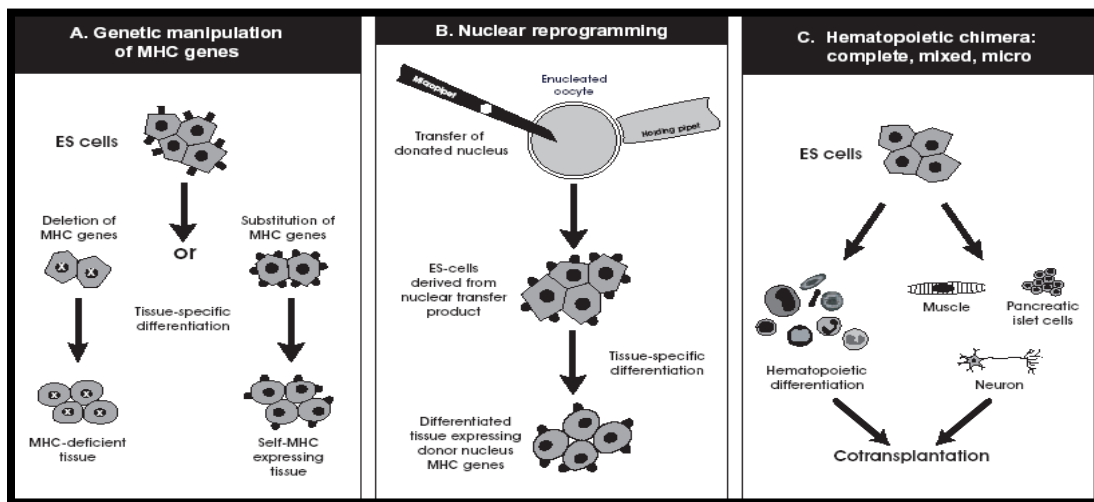 A. Genetic manipulation
of MHC genes
ES cells
Deletion of
MHC genes
or
Substitution of
MHC genes
x
x
Tissue-specific
differentiation
x
x
x
x
MHC-deficient
tissue
Self-MHC
expressing
tissue
B. Nuclear reprogramming
Micropipet
Enucleated
oocyte
Holding pipet
Transfer of
donated nucleus
ES-cells
derived from
nuclear transfer
product
Tissue-specific
differentiation
Differentiated
tissue expressing
donor nucleus
MHC genes
C. Hematopoietic chimera:
complete, mixed, micro
ES cells
Muscle
Pancreatic
islet cells
Hematopoietic
differentiation
Neuron
Cotransplantation